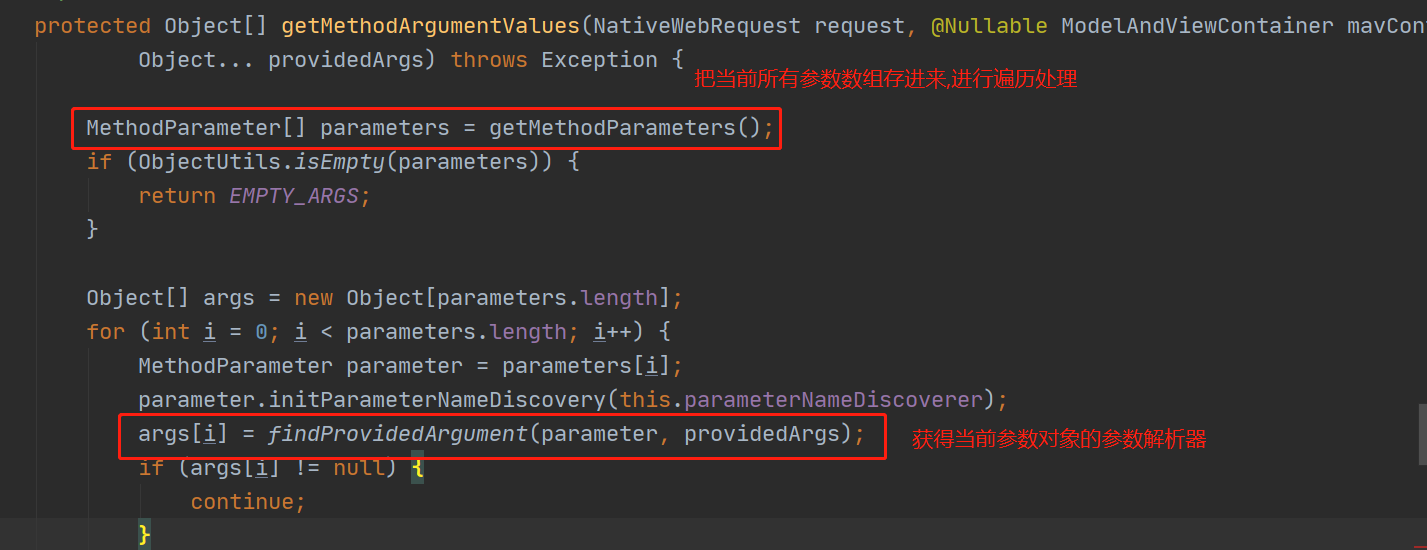 protected Object[] getMethodArgumentValues(NativeWebRequest request, @Nullable ModelAndViewContainer mavCont
Object... providedArgs) throws Exception {
把当前所有参数数组存进来,进行遍历处理
MethodParameter[] parameters = getMethodParameters();
if (ObjectUtils.isEmpty(parameters)) {
return EMPTY_ARGS;
}
Object[] args = new Object[parameters.length];
for (int i = 0; i < parameters.length; i++) {
MethodParameter parameter = parameters[i];
parameter.initParameterNameDiscovery(this.parameterNameDiscoverer);
args[i] = findProvidedArgument(parameter, providedArgs); 获得当前参数对象的参数解析器
if (args[i] != null) {
continue;
}